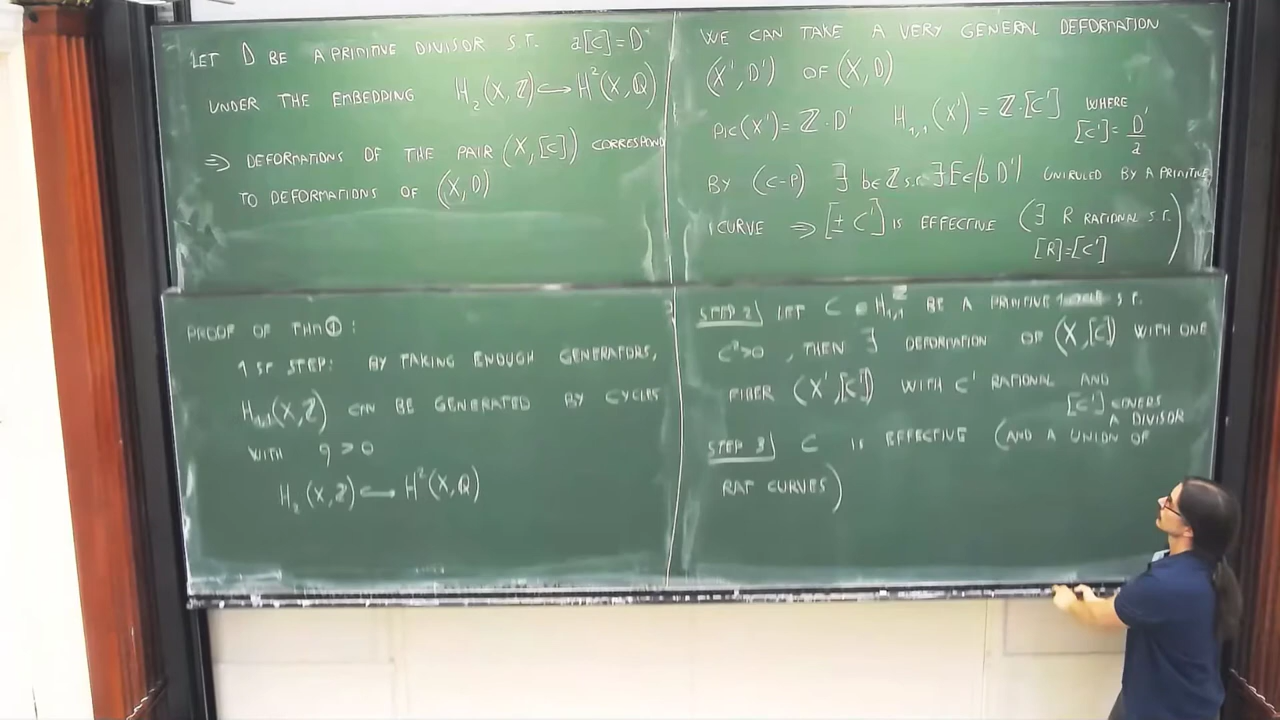 LET D BE A PRIMITIVE DIVISOR S.T. a[C]=D
UNDER THE EMBEDDING H₂(X,ℤ) ↪ H²(X,ℚ)
⇒ DEFORMATIONS OF THE PAIR (X,[C]) CORRESPOND
TO DEFORMATIONS OF (X,D)
WE CAN TAKE A VERY GENERAL DEFORMATION
(X',D') OF (X,D)
PIC(X') = ℤ·D' H₁,₁(X') = ℤ·[C'] WHERE
[C'] = D'/a
BY (C-P) ∃ b∈ℤ S.T. ∃ E∈|bD'| UNIRULED BY A PRIMITIVE
CURVE ⇒ [±C'] IS EFFECTIVE (∃ R RATIONAL S.T.
[R]=[C'])
PROOF OF THM ①:
1ST STEP: BY TAKING ENOUGH GENERATORS,
H₁,₁(X,ℤ) CAN BE GENERATED BY CYCLES
WITH q > 0
H₂(X,ℤ) ↪ H²(X,ℚ)
STEP 2) LET C ∈ H₁,₁ ℤ BE A PRIMITIVE S.T.
C²>0, THEN ∃ DEFORMATION OF (X,[C]) WITH ONE
FIBER (X',[C']) WITH C' RATIONAL AND
[C'] COVERS
A DIVISOR
STEP 3) C IS EFFECTIVE (AND A UNION OF
RAT CURVES)